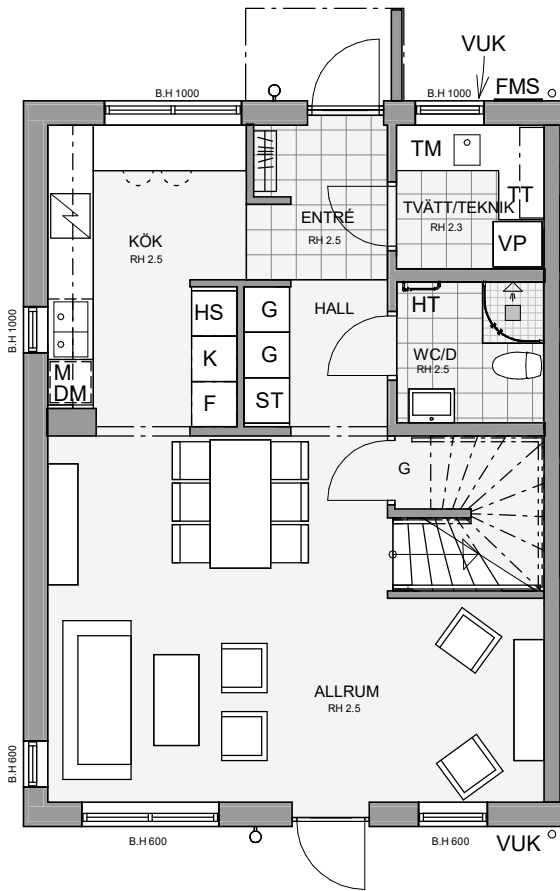 VUK
FMS
B.H 1000
B.H 1000
TM
TT
TVÄTT/TEKNIK
RH 2.3
VP
ENTRÉ
RH 2.5
KÖK
RH 2.5
B.H 1000
HS
G
HALL
HT
K
G
WC/D
RH 2.5
M
DM
F
ST
G
ALLRUM
RH 2.5
B.H 600
B.H 600
B.H 600
VUK